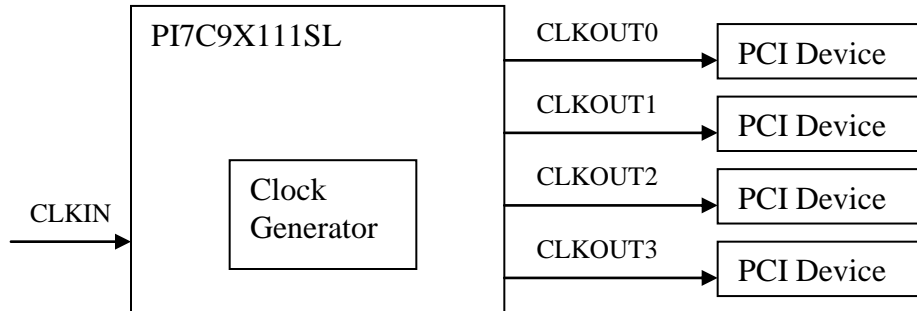 PI7C9X111SL
CLKOUT0
PCI Device
CLKOUT1
PCI Device
Clock
Generator
CLKOUT2
PCI Device
CLKIN
CLKOUT3
PCI Device